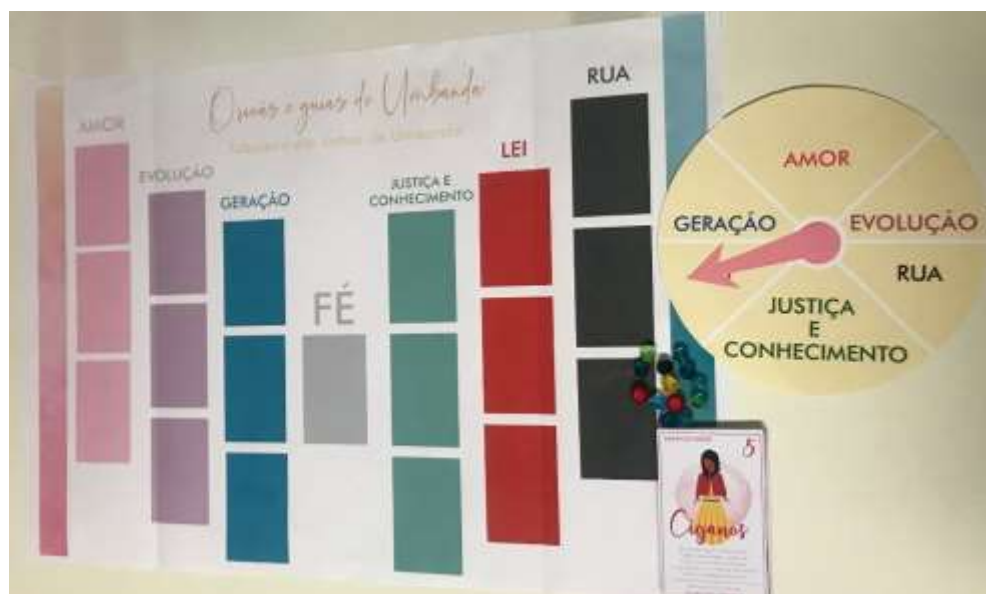 Orixás e guias da Umbanda
RUA
AMOR
LEI
EVOLUÇÃO
JUSTIÇA E
CONHECIMENTO
GERAÇÃO
FÉ
AMOR
GERAÇÃO
EVOLUÇÃO
RUA
JUSTIÇA
E
CONHECIMENTO
5
Ciganos